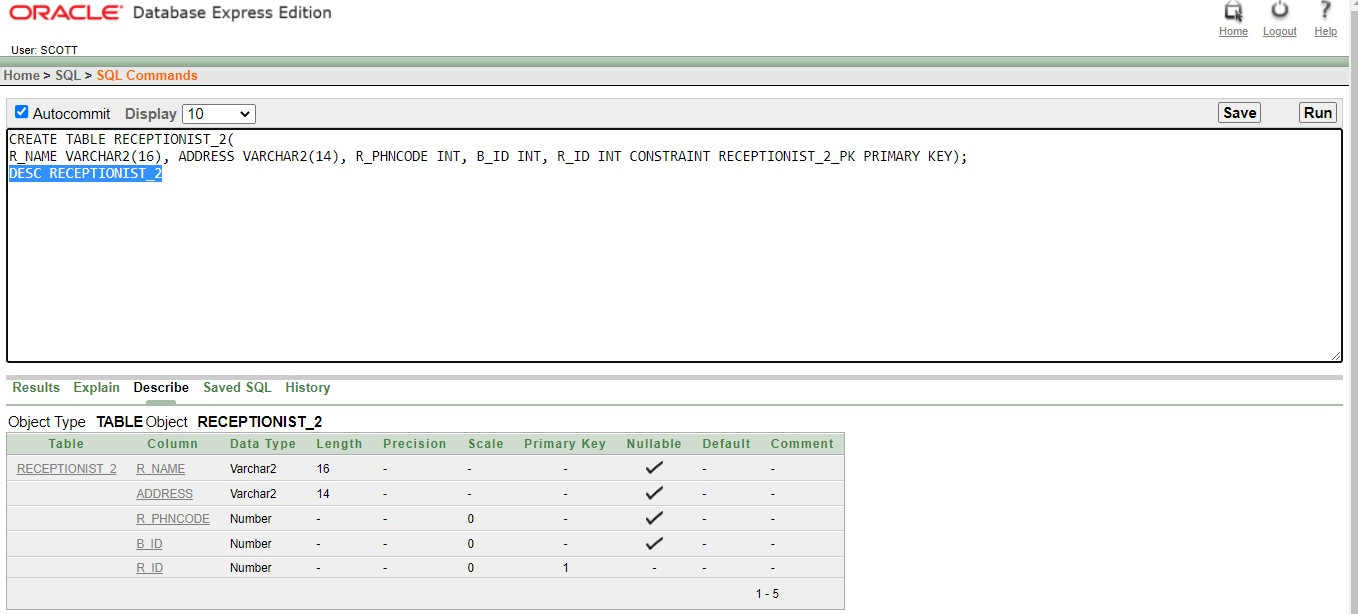 ORACLE® Database Express Edition
Home Logout Help
User: SCOTT
Home > SQL > SQL Commands
Autocommit Display 10 Save Run
CREATE TABLE RECEPTIONIST_2(
R_NAME VARCHAR2(16), ADDRESS VARCHAR2(14), R_PHNCODE INT, B_ID INT, R_ID INT CONSTRAINT RECEPTIONIST_2_PK PRIMARY KEY);
DESC RECEPTIONIST_2
Results Explain Describe Saved SQL History
Object Type TABLE Object RECEPTIONIST_2
Table Column Data Type Length Precision Scale Primary Key Nullable Default Comment
RECEPTIONIST_2 R_NAME Varchar2 16 - - - - -
ADDRESS Varchar2 14 - - - - -
R_PHNCODE Number - - 0 - - -
B_ID Number - - 0 - - -
R_ID Number - - 0 1 - - -
1 - 5